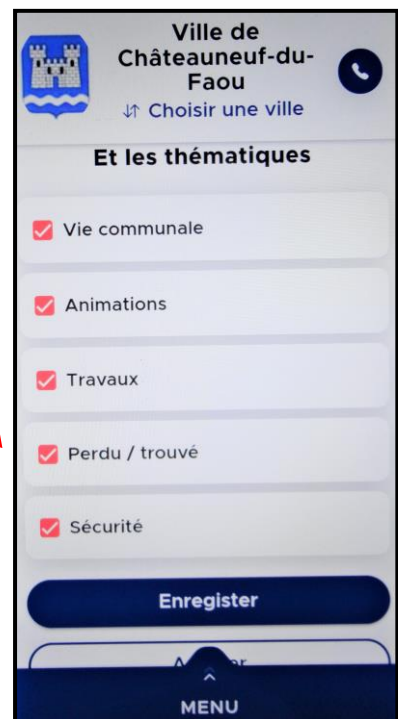 Ville de
Châteauneuf-du-
Faou
Choisir une ville
Et les thématiques
Vie communale
Animations
Travaux
Perdu / trouvé
Sécurité
Enregister
MENU